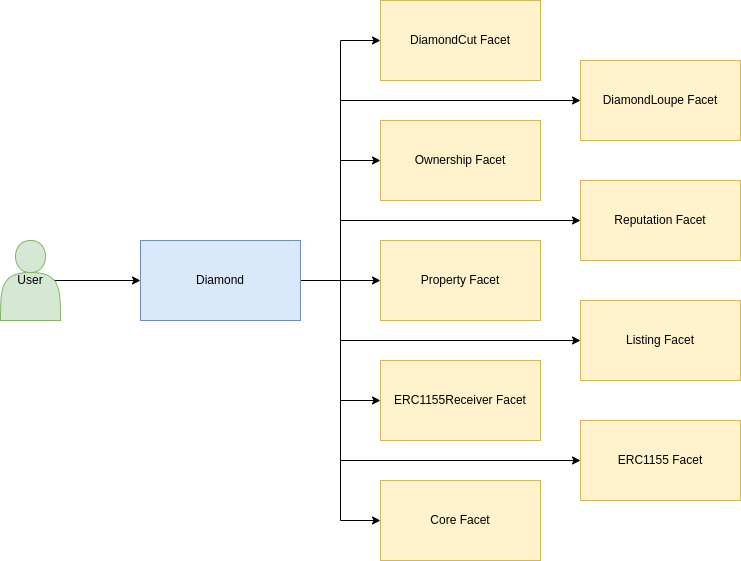 DiamondCut Facet
DiamondLoupe Facet
Ownership Facet
Reputation Facet
User
Diamond
Property Facet
Listing Facet
ERC1155Receiver Facet
ERC1155 Facet
Core Facet